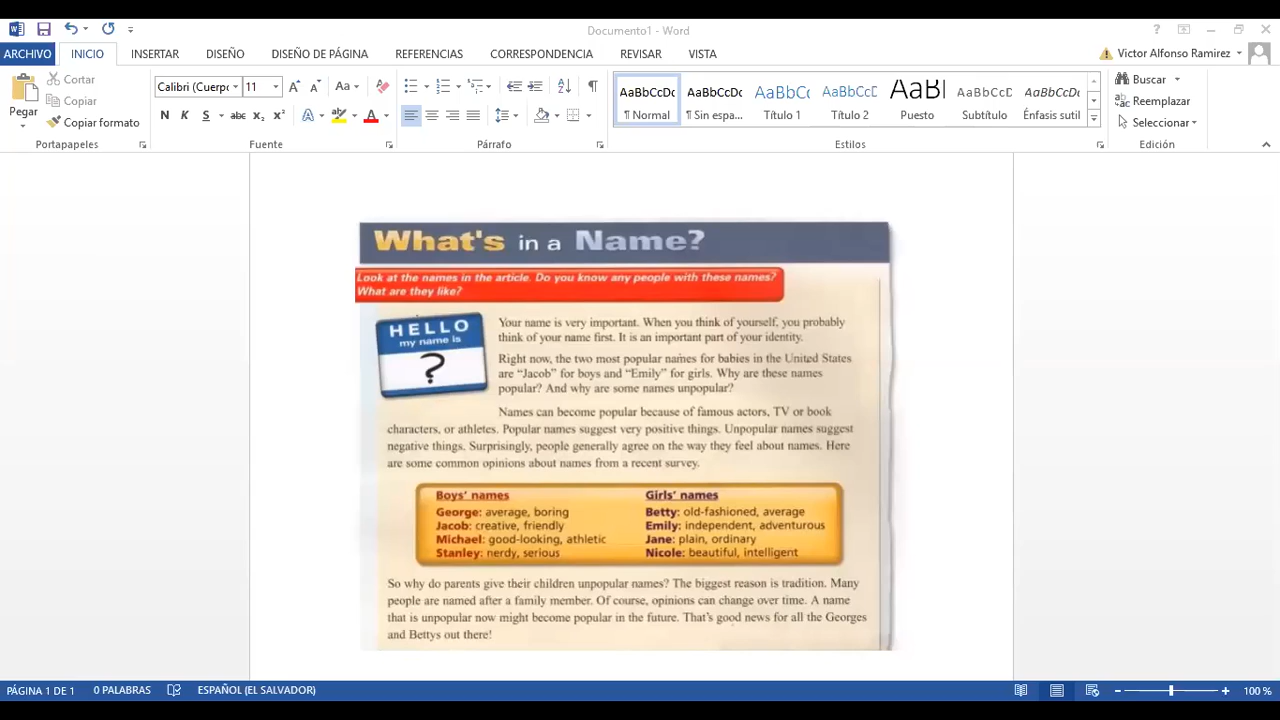 Documento1 - Word
?
ARCHIVO INICIO INSERTAR DISEÑO DISEÑO DE PÁGINA REFERENCIAS CORRESPONDENCIA REVISAR VISTA Victor Alfonso Ramirez
Pegar
Cortar
Copiar
Copiar formato
Portapapeles
Calibri (Cuerpo 11
A A Aa
N K S abc x₂ x² A A
Fuente
Párrafo
AaBbCcDc AaBbCcDc AaBbCc AaBbCcD AaBl AaBbCcD AaBbCcDc
¶ Normal ¶ Sin espa... Título 1 Título 2 Puesto Subtítulo Énfasis sutil
Estilos
Buscar
Reemplazar
Seleccionar
Edición
What's in a Name?
Look at the names in the article. Do you know any people with these names?
What are they like?
HELLO
my name is
?
Your name is very important. When you think of yourself, you probably
think of your name first. It is an important part of your identity.
Right now, the two most popular names for babies in the United States
are “Jacob” for boys and “Emily” for girls. Why are these names
popular? And why are some names unpopular?
Names can become popular because of famous actors, TV or book
characters, or athletes. Popular names suggest very positive things. Unpopular names suggest
negative things. Surprisingly, people generally agree on the way they feel about names. Here
are some common opinions about names from a recent survey.
Boys' names
George: average, boring
Jacob: creative, friendly
Michael: good-looking, athletic
Stanley: nerdy, serious
Girls' names
Betty: old-fashioned, average
Emily: independent, adventurous
Jane: plain, ordinary
Nicole: beautiful, intelligent
So why do parents give their children unpopular names? The biggest reason is tradition. Many
people are named after a family member. Of course, opinions can change over time. A name
that is unpopular now might become popular in the future. That's good news for all the Georges
and Bettys out there!
PÁGINA 1 DE 1 0 PALABRAS ESPAÑOL (EL SALVADOR) 100 %